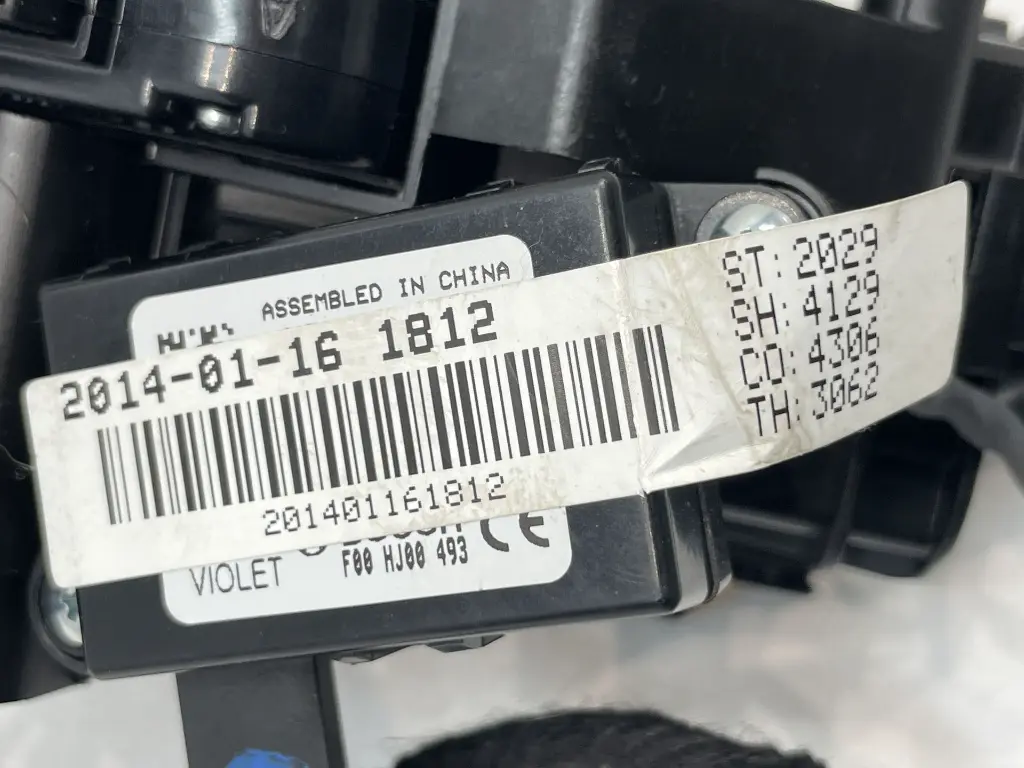 ASSEMBLED IN CHINA
2014-01-16 1812
201401161812
ST: 2029
SH: 4129
CO: 4306
TH: 3062
VIOLET
F00 HJ00 493
CE